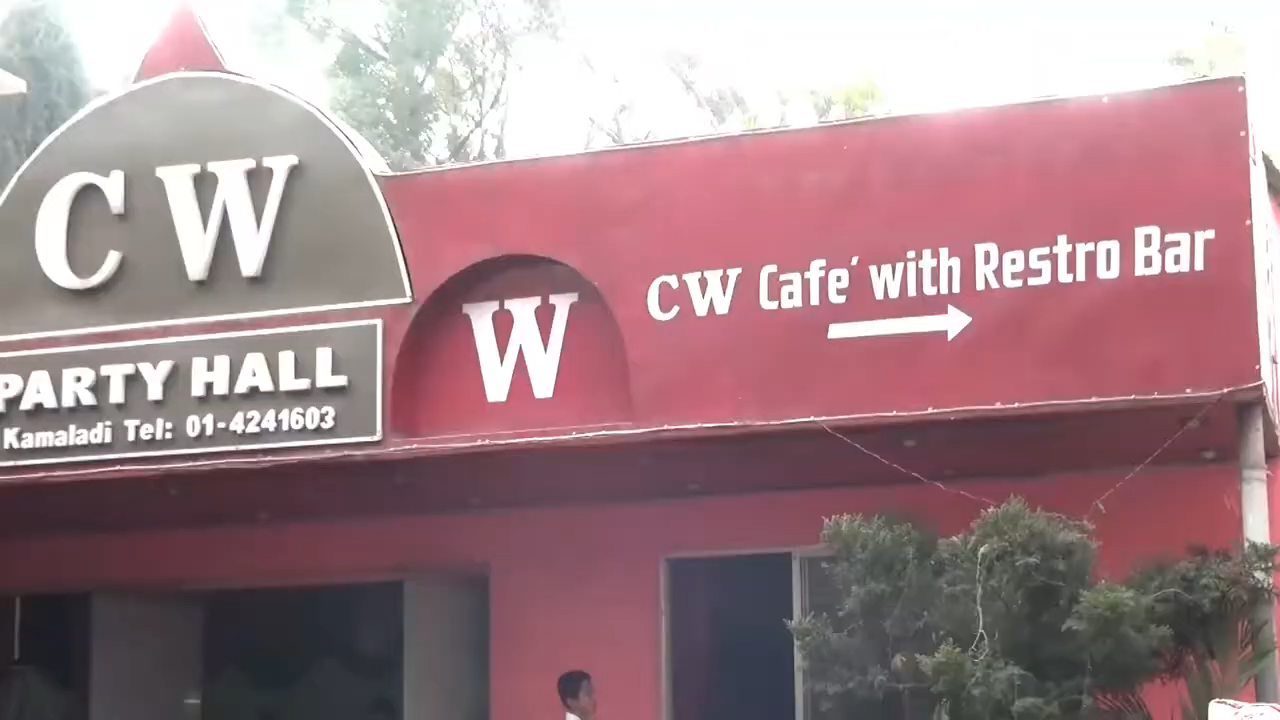 CW
PARTY HALL
Kamaladi Tel: 01-4241603
W
CW Cafe´ with Restro Bar